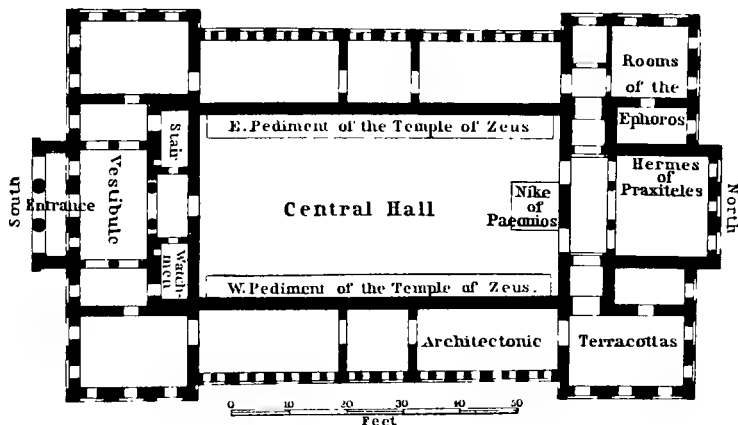 Rooms
of the
Ephoros
Stair
E. Pediment of the Temple of Zeus
South
Entrance
Vestibule
Central Hall
Nike
of
Paeonios
Hermes
of
Praxiteles
North
Watch-
men
W. Pediment of the Temple of Zeus.
Architectonic
Terracottas
0 10 20 30 40 50
Feet